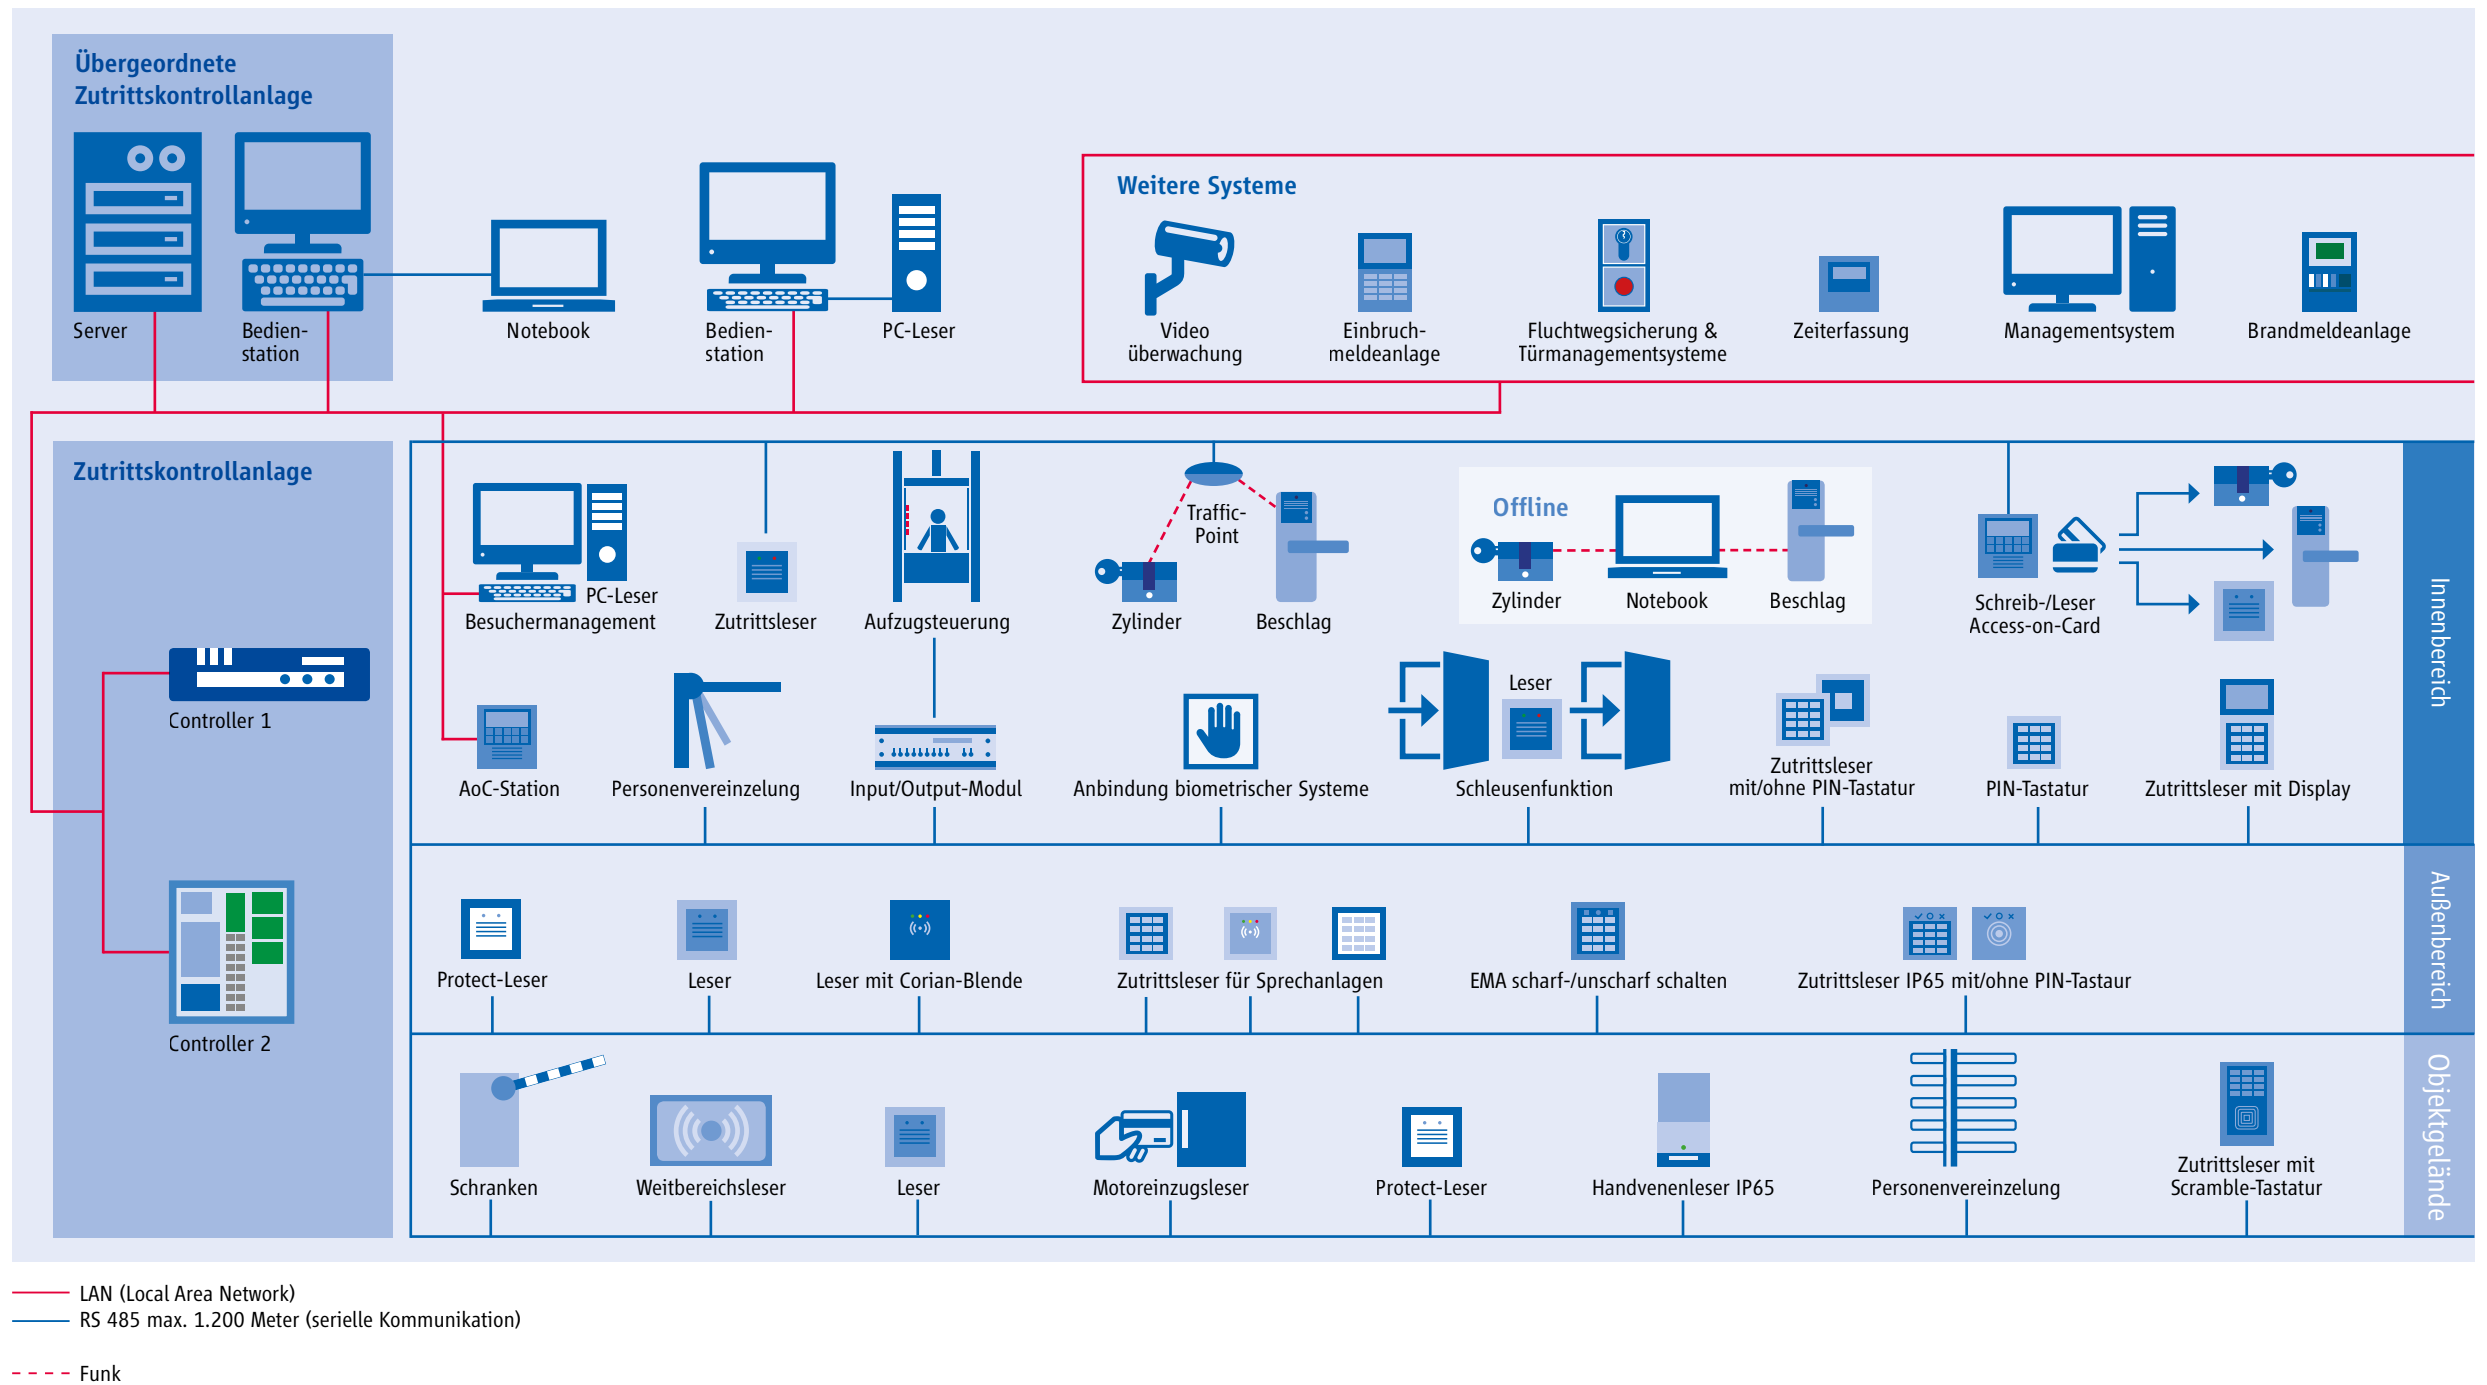 Übergeordnete
Zutrittskontrollanlage
Server
Bedien-
station
Notebook
Bedien-
station
PC-Leser
Weitere Systeme
Video
überwachung
Einbruch-
meldeanlage
Fluchtwegsicherung &
Türmanagementsysteme
Zeiterfassung
Managementsystem
Brandmeldeanlage
Zutrittskontrollanlage
Controller 1
Controller 2
PC-Leser
Besuchermanagement
Zutrittsleser
Aufzugsteuerung
Traffic-
Point
Zylinder
Beschlag
Offline
Zylinder
Notebook
Beschlag
Schreib-/Leser
Access-on-Card
Innenbereich
AoC-Station
Personenvereinzelung
Input/Output-Modul
Anbindung biometrischer Systeme
Leser
Schleusenfunktion
Zutrittsleser
mit/ohne PIN-Tastatur
PIN-Tastatur
Zutrittsleser mit Display
Außenbereich
Protect-Leser
Leser
Leser mit Corian-Blende
Zutrittsleser für Sprechanlagen
EMA scharf-/unscharf schalten
Zutrittsleser IP65 mit/ohne PIN-Tastaur
Objektgelände
Schranken
Weitbereichsleser
Leser
Motoreinzugsleser
Protect-Leser
Handvenenleser IP65
Personenvereinzelung
Zutrittsleser mit
Scramble-Tastatur
LAN (Local Area Network)
RS 485 max. 1.200 Meter (serielle Kommunikation)
Funk